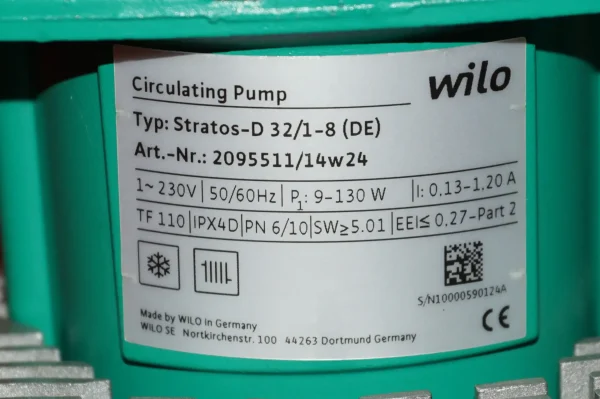 wilo
Circulating Pump
Typ: Stratos-D 32/1-8 (DE)
Art.-Nr.: 2095511/14w24
1~ 230V | 50/60Hz | P1: 9-130 W | I: 0.13-1.20 A
TF 110 | IPX4D | PN 6/10 | SW≥5.01 | EEI≤ 0.27-Part 2
S/N10000590124A
Made by WILO in Germany
WILO SE Nortkirchenstr. 100 44263 Dortmund Germany
CE